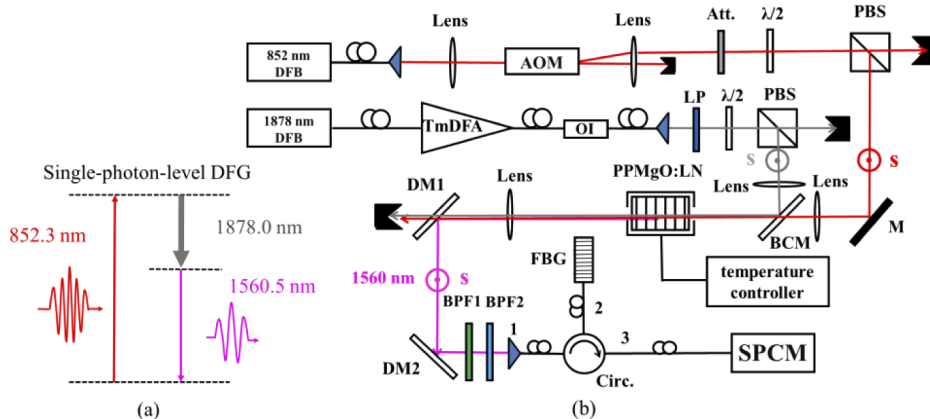 Lens
Lens
Att.
λ/2
PBS
852 nm
DFB
AOM
1878 nm
DFB
TmDFA
OI
LP
λ/2
PBS
S
S
Single-photon-level DFG
DM1
Lens
PPMgO:LN
Lens
Lens
852.3 nm
1878.0 nm
BCM
M
FBG
1560 nm
S
temperature
controller
1560.5 nm
BPF1
BPF2
1
2
3
SPCM
DM2
Circ.
(a)
(b)